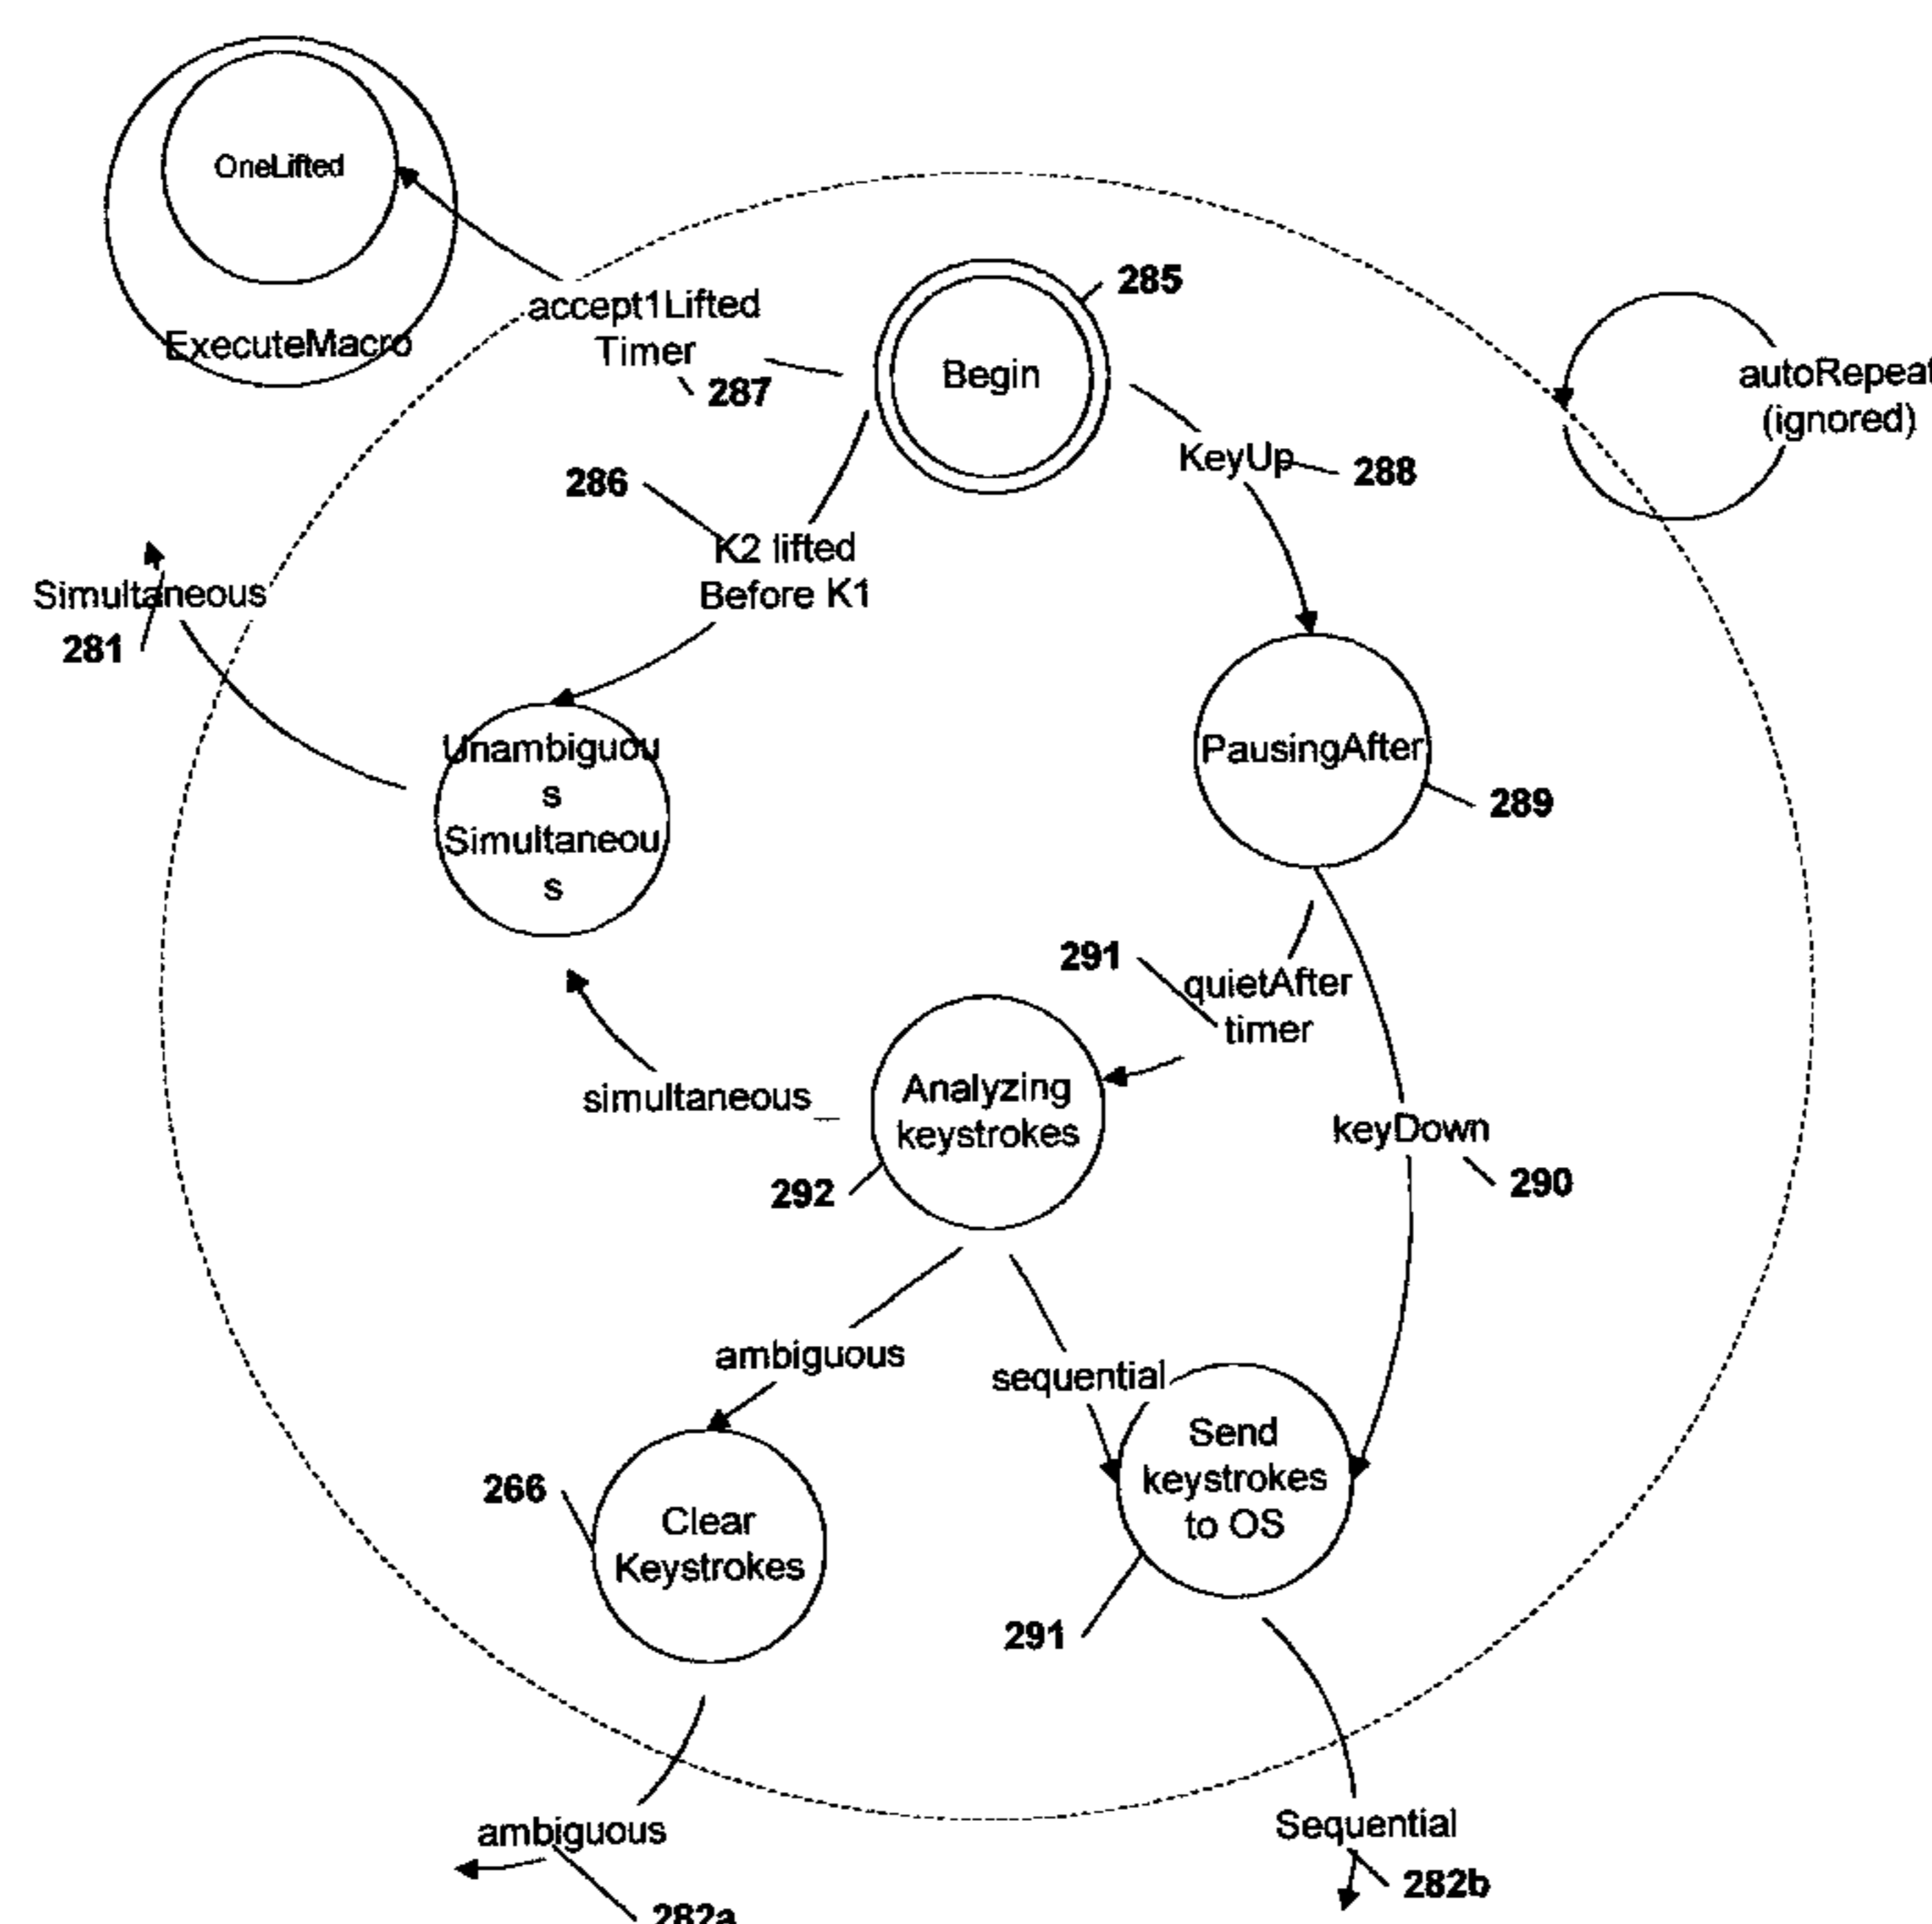 OneLifted
ExecuteMacro
accept1Lifted
Timer
287
Begin
285
KeyUp
288
autoRepeat
(ignored)
286
K2 lifted
Before K1
Simultaneous
281
Unambiguou
s
Simultaneou
s
PausingAfter
289
291
quietAfter
timer
simultaneous_
Analyzing
keystrokes
292
keyDown
290
ambiguous
sequential
266
Clear
Keystrokes
Send
keystrokes
to OS
291
ambiguous
282a
Sequential
282b